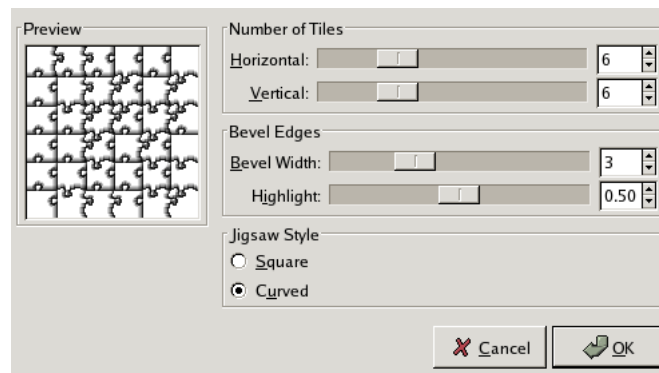 Preview
Number of Tiles
Horizontal: 6
Vertical: 6
Bevel Edges
Bevel Width: 3
Highlight: 0.50
Jigsaw Style
Square
Curved
Cancel OK